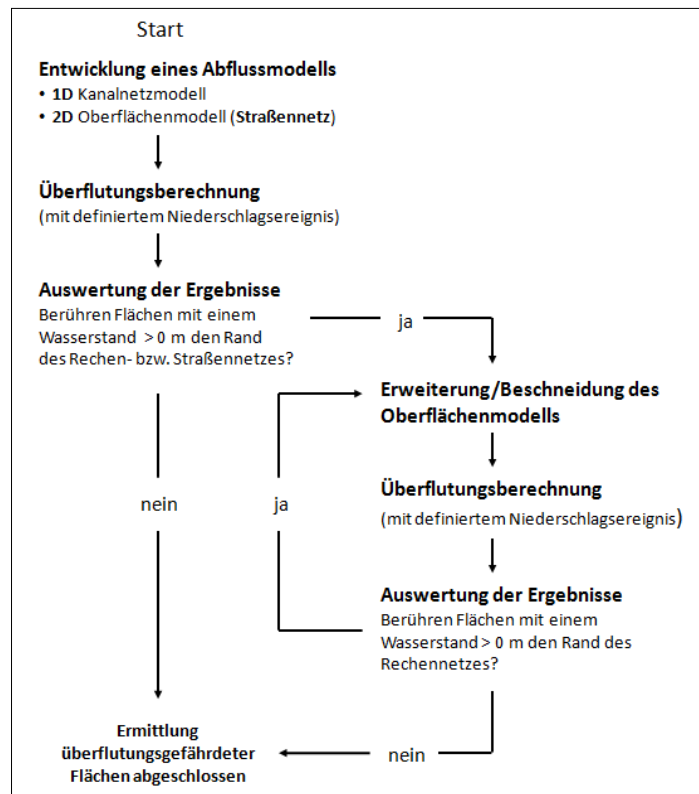 Start
Entwicklung eines Abflussmodells
• 1D Kanalnetzmodell
• 2D Oberflächenmodell (Straßennetz)
Überflutungsberechnung
(mit definiertem Niederschlagsereignis)
Auswertung der Ergebnisse
Berühren Flächen mit einem
Wasserstand > 0 m den Rand
des Rechen- bzw. Straßennetzes?
ja
Erweiterung/Beschneidung des
Oberflächenmodells
Überflutungsberechnung
(mit definiertem Niederschlagsereignis)
nein
ja
Auswertung der Ergebnisse
Berühren Flächen mit einem
Wasserstand > 0 m den Rand des
Rechennetzes?
nein
Ermittlung
überflutungsgefährdeter
Flächen abgeschlossen